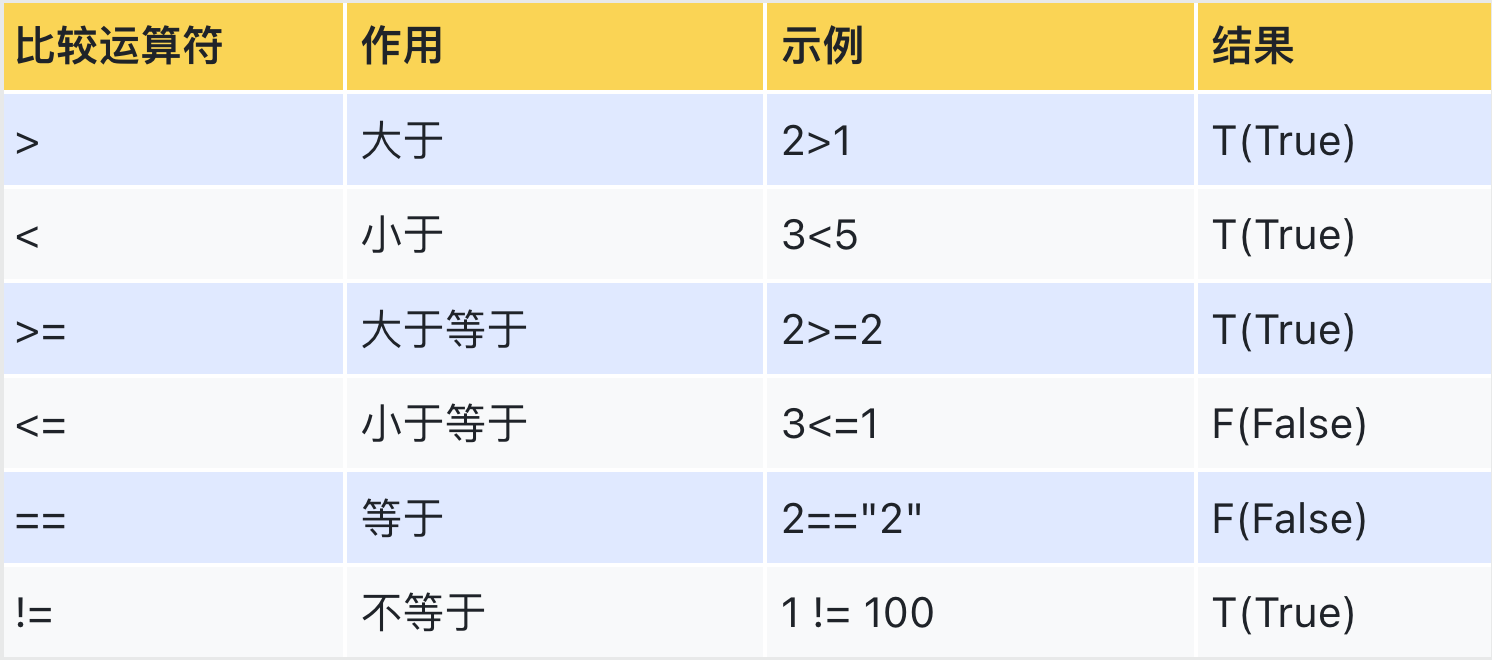 比较运算符 作用 示例 结果
> 大于 2>1 T(True)
< 小于 3<5 T(True)
>= 大于等于 2>=2 T(True)
<= 小于等于 3<=1 F(False)
== 等于 2=="2" F(False)
!= 不等于 1 != 100 T(True)